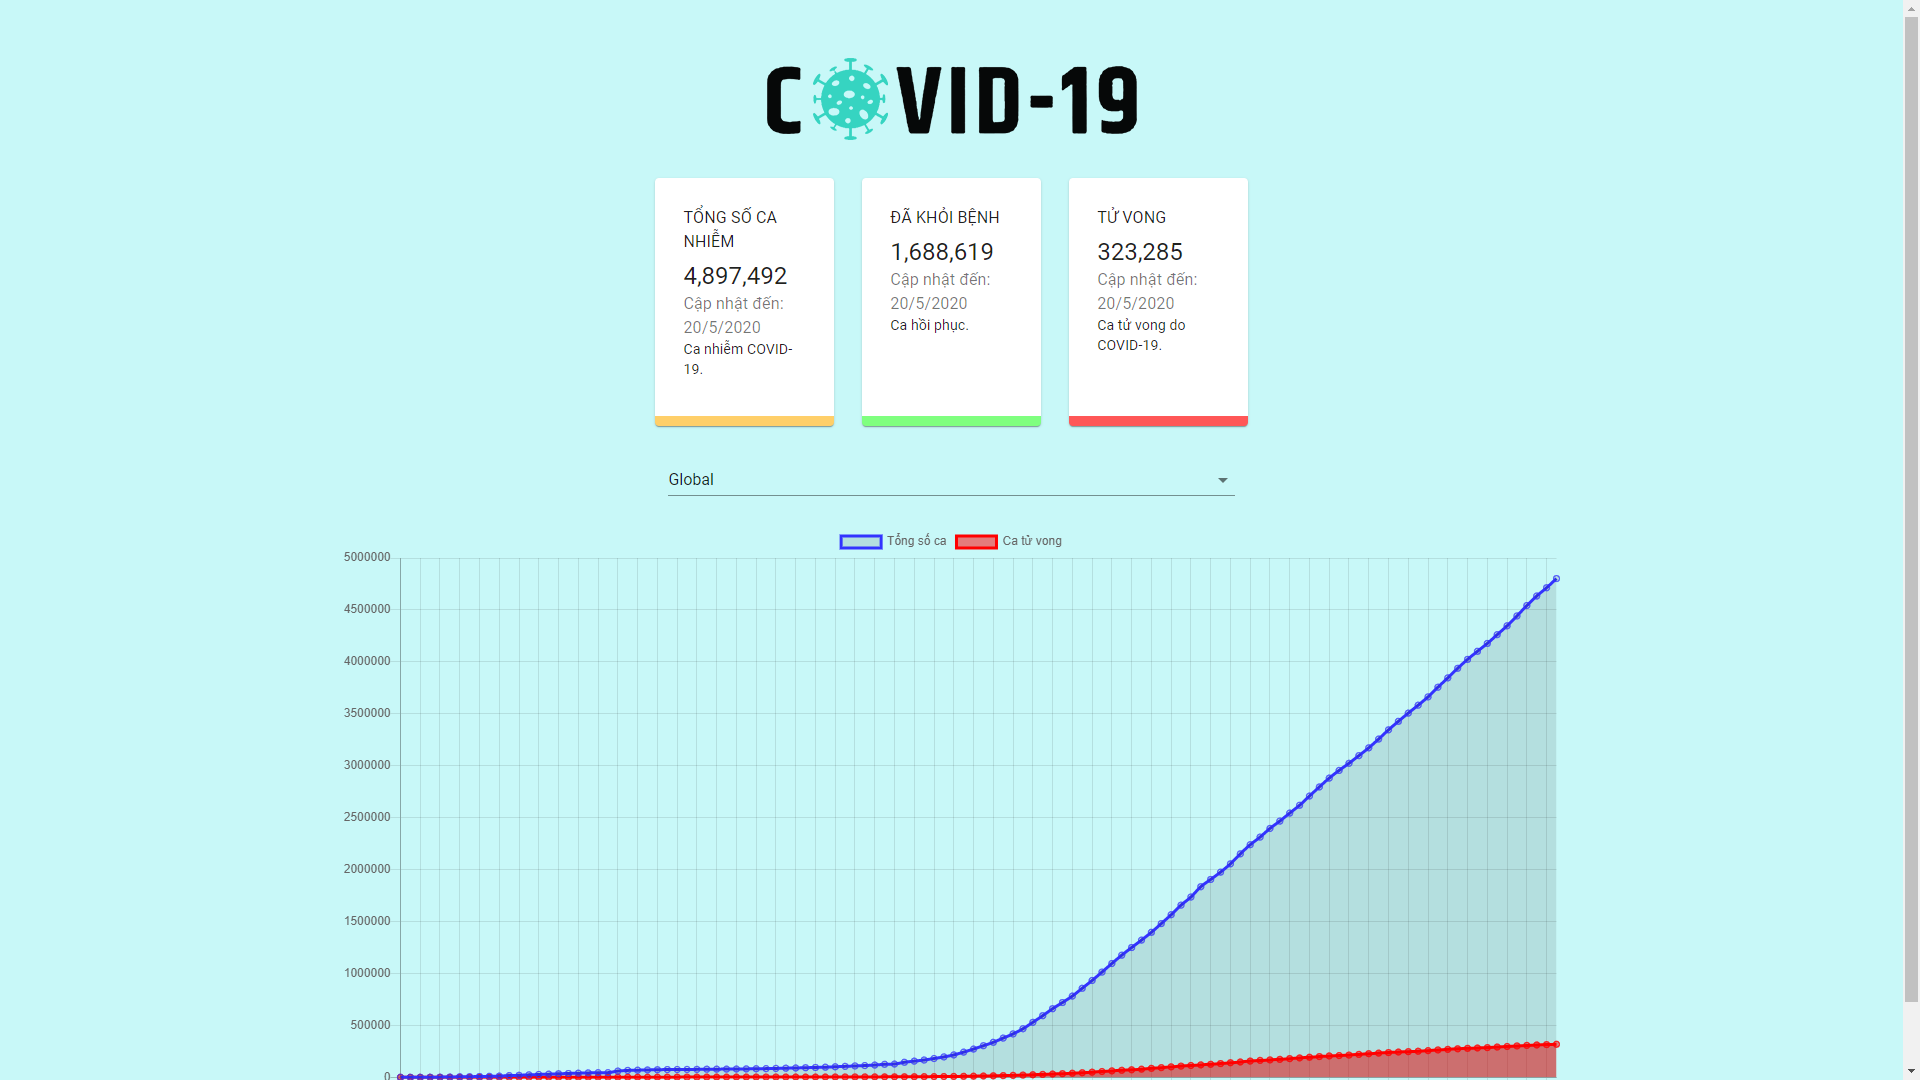 COVID-19
TỔNG SỐ CA
NHIỄM
4,897,492
Cập nhật đến:
20/5/2020
Ca nhiễm COVID-
19.
ĐÃ KHỎI BỆNH
1,688,619
Cập nhật đến:
20/5/2020
Ca hồi phục.
TỬ VONG
323,285
Cập nhật đến:
20/5/2020
Ca tử vong do
COVID-19.
Global
Tổng số ca
Ca tử vong
5000000
4500000
4000000
3500000
3000000
2500000
2000000
1500000
1000000
500000
0